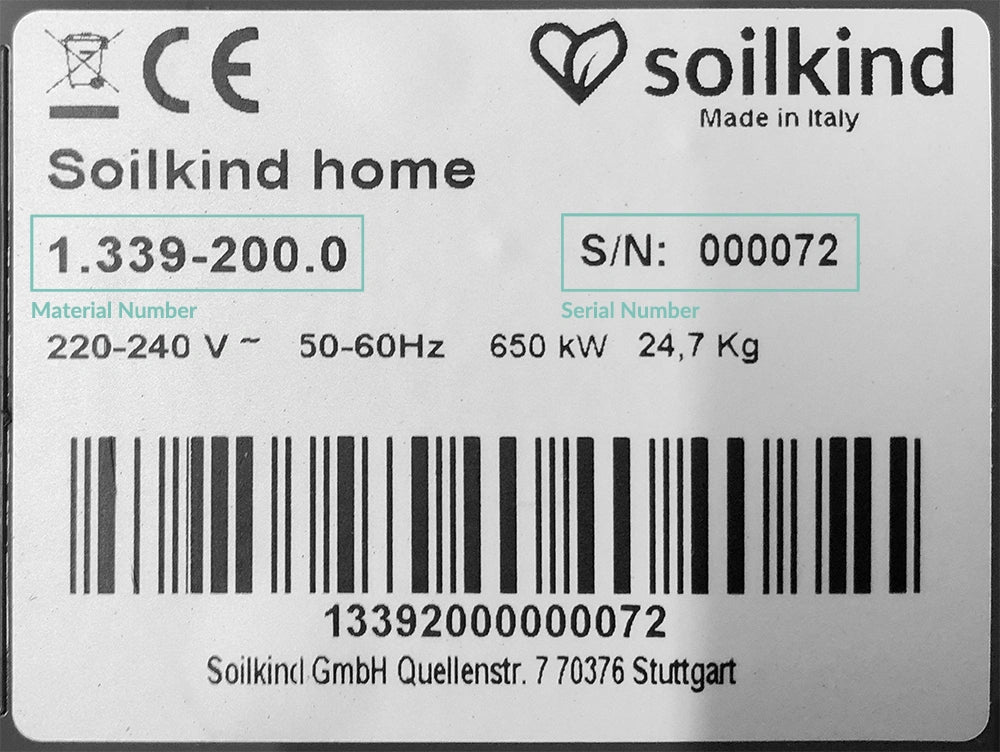 CE
soilkind
Made in Italy
Soilkind home
1.339-200.0 S/N: 000072
Material Number Serial Number
220-240 V ~ 50-60Hz 650 kW 24,7 Kg
13392000000072
Soilkind GmbH Quellenstr. 7 70376 Stuttgart